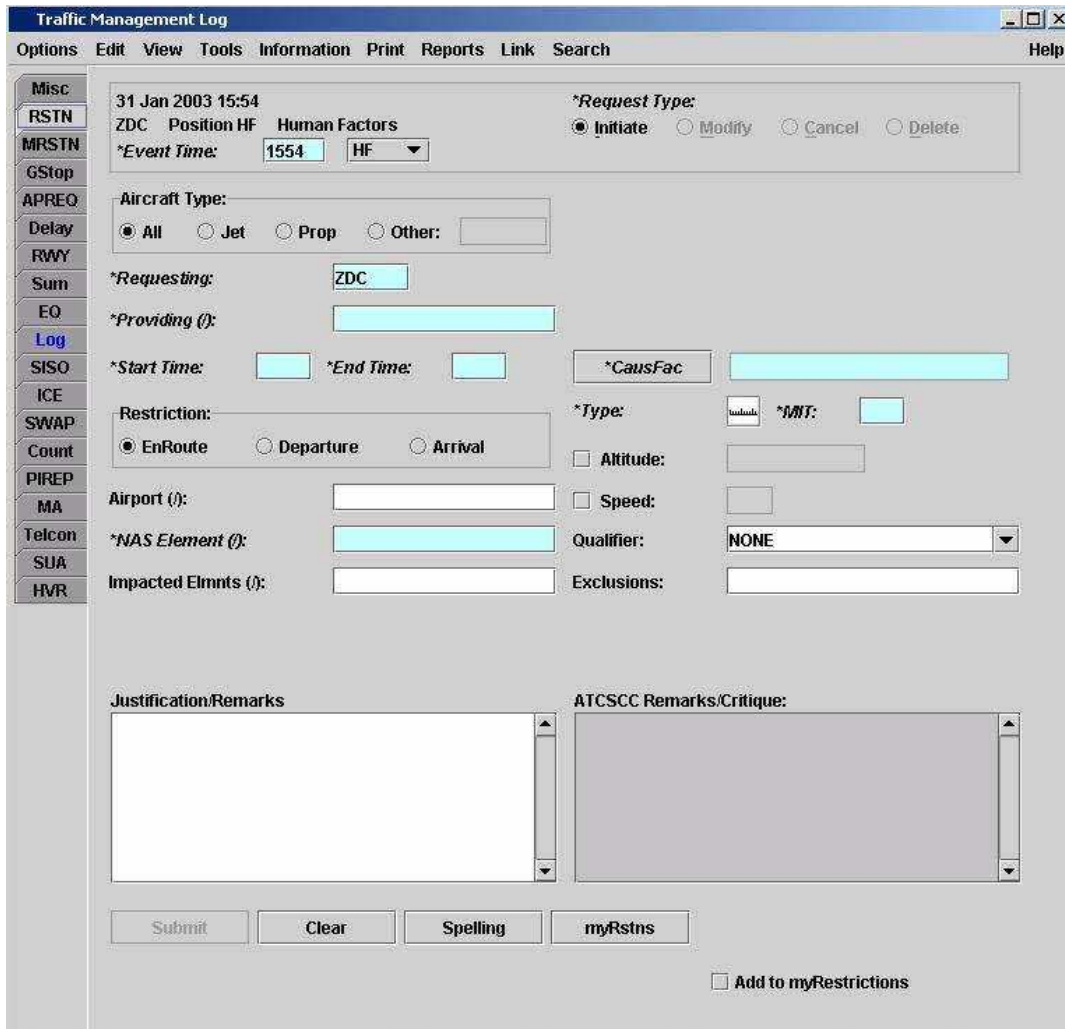 Traffic Management Log
Options Edit View Tools Information Print Reports Link Search Help
Misc
RSTN
MRSTN
GStop
APREQ
Delay
RWY
Sum
EQ
Log
SISO
ICE
SWAP
Count
PIREP
MA
Telcon
SUA
HVR
31 Jan 2003 15:54
ZDC Position HF Human Factors
*Event Time: 1554 HF
*Request Type:
Initiate Modify Cancel Delete
Aircraft Type:
All Jet Prop Other:
*Requesting: ZDC
*Providing (/):
*Start Time: *End Time: *CausFac
Restriction:
EnRoute Departure Arrival
*Type: *MIT:
Altitude:
Airport (/): Speed:
*NAS Element (/): Qualifier: NONE
Impacted Elmnts (/): Exclusions:
Justification/Remarks
ATCSCC Remarks/Critique:
Submit Clear Spelling myRstns
Add to myRestrictions